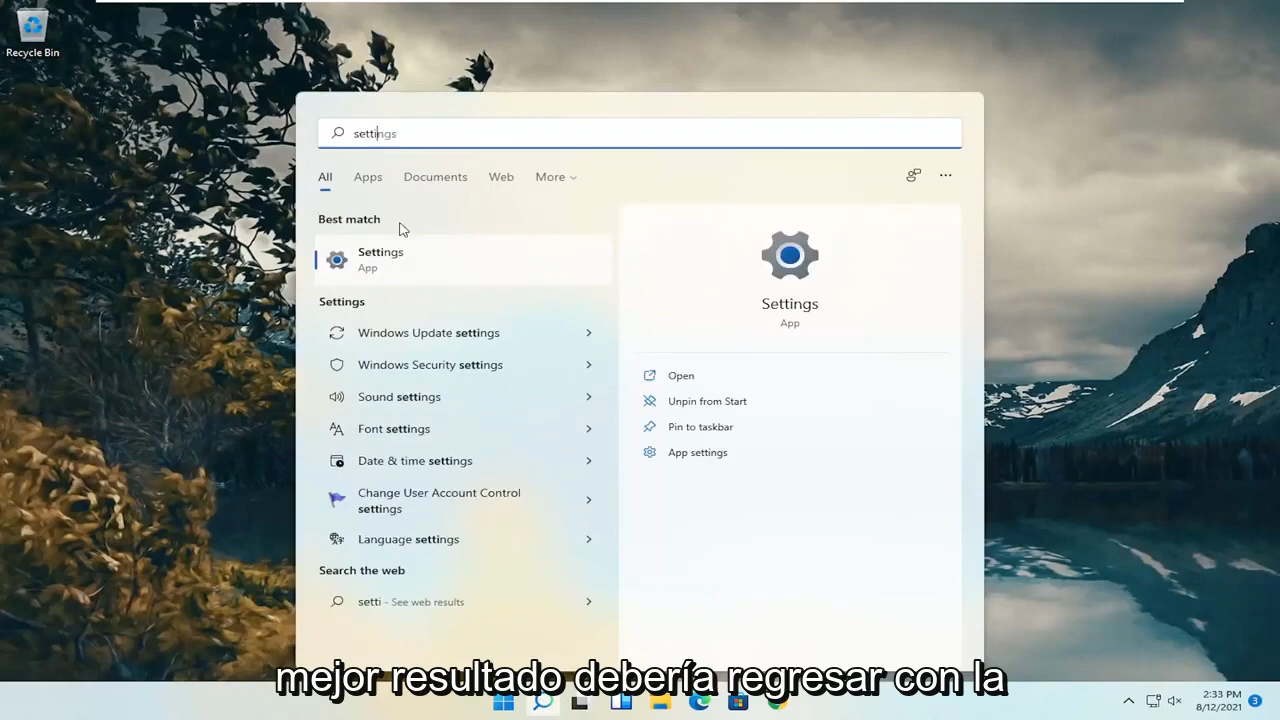 Recycle Bin
settings
All Apps Documents Web More
Best match
Settings
App
Settings
Windows Update settings
Windows Security settings
Sound settings
Font settings
Date & time settings
Change User Account Control
settings
Language settings
Search the web
setti - See web results
Settings
App
Open
Unpin from Start
Pin to taskbar
App settings
mejor resultado debería regresar con la
2:33 PM
8/12/2021
3